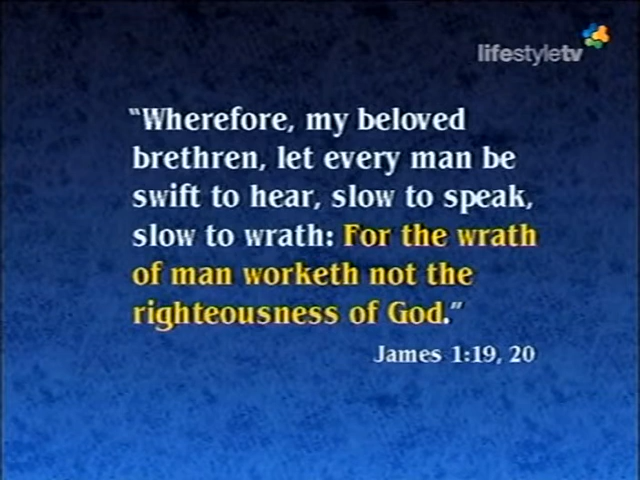 lifestyletv
“Wherefore, my beloved
brethren, let every man be
swift to hear, slow to speak,
slow to wrath: For the wrath
of man worketh not the
righteousness of God.”
James 1:19, 20